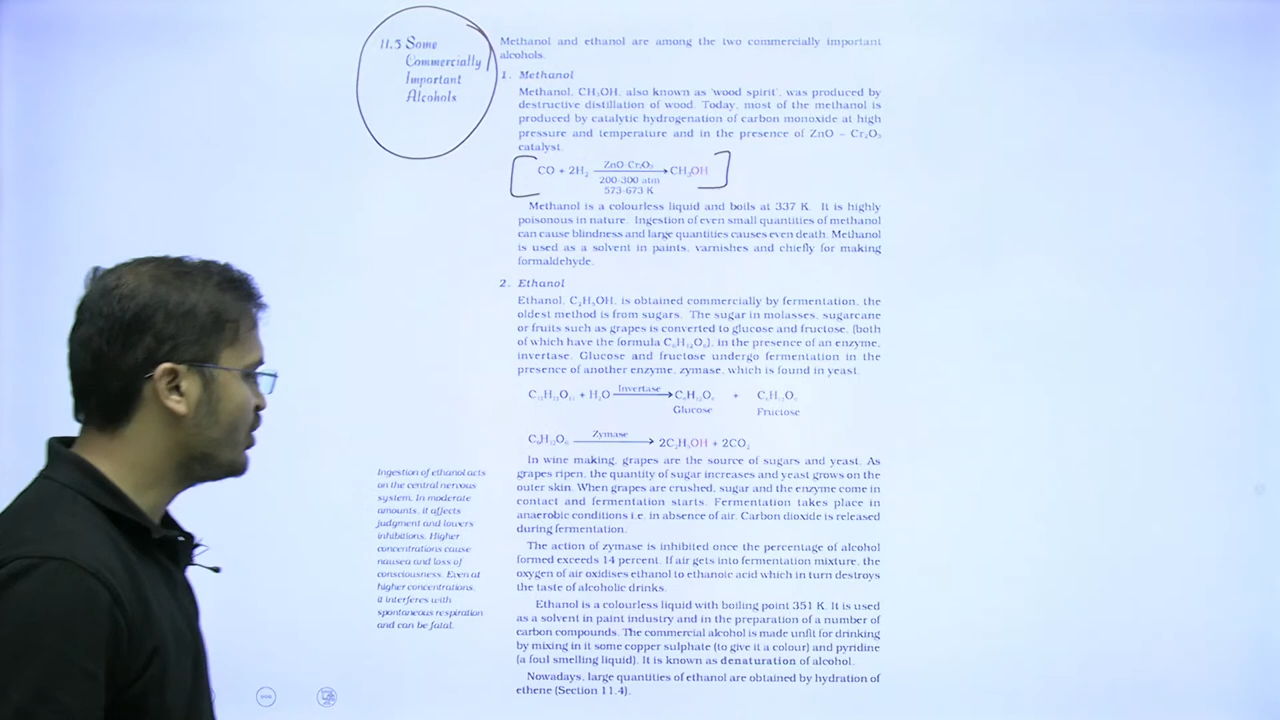 11.5 Some
Commercially
Important
Alcohols
Methanol and ethanol are among the two commercially important
alcohols.
1. Methanol
Methanol, CH₃OH, also known as 'wood spirit', was produced by
destructive distillation of wood. Today, most of the methanol is
produced by catalytic hydrogenation of carbon monoxide at high
pressure and temperature and in the presence of ZnO – Cr₂O₃
catalyst.
CO + 2H₂ ZnO-Cr₂O₃ → CH₃OH
200-300 atm
573-673 K
Methanol is a colourless liquid and boils at 337 K. It is highly
poisonous in nature. Ingestion of even small quantities of methanol
can cause blindness and large quantities causes even death. Methanol
is used as a solvent in paints, varnishes and chiefly for making
formaldehyde.
2. Ethanol
Ethanol, C₂H₅OH, is obtained commercially by fermentation, the
oldest method is from sugars. The sugar in molasses, sugarcane
or fruits such as grapes is converted to glucose and fructose, (both
of which have the formula C₆H₁₂O₆), in the presence of an enzyme,
invertase. Glucose and fructose undergo fermentation in the
presence of another enzyme, zymase, which is found in yeast.
C₁₂H₂₂O₁₁ + H₂O Invertase → C₆H₁₂O₆ + C₆H₁₂O₆
Glucose Fructose
C₆H₁₂O₆ Zymase → 2C₂H₅OH + 2CO₂
In wine making, grapes are the source of sugars and yeast. As
grapes ripen, the quantity of sugar increases and yeast grows on the
outer skin. When grapes are crushed, sugar and the enzyme come in
contact and fermentation starts. Fermentation takes place in
anaerobic conditions i.e. in absence of air. Carbon dioxide is released
during fermentation.
The action of zymase is inhibited once the percentage of alcohol
formed exceeds 14 percent. If air gets into fermentation mixture, the
oxygen of air oxidises ethanol to ethanoic acid which in turn destroys
the taste of alcoholic drinks.
Ethanol is a colourless liquid with boiling point 351 K. It is used
as a solvent in paint industry and in the preparation of a number of
carbon compounds. The commercial alcohol is made unfit for drinking
by mixing in it some copper sulphate (to give it a colour) and pyridine
(a foul smelling liquid). It is known as denaturation of alcohol.
Nowadays, large quantities of ethanol are obtained by hydration of
ethene (Section 11.4).
Ingestion of ethanol acts
on the central nervous
system. In moderate
amounts, it affects
judgment and lowers
inhibitions. Higher
concentrations cause
nausea and loss of
consciousness. Even at
higher concentrations,
it interferes with
spontaneous respiration
and can be fatal.